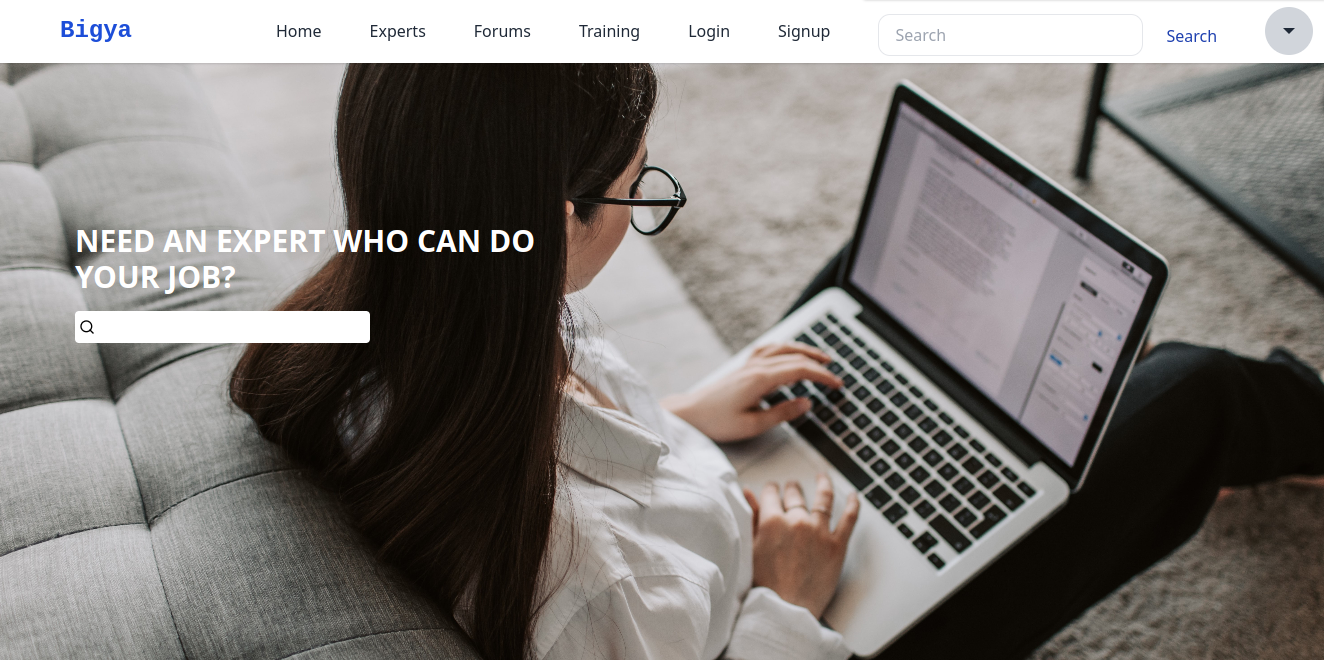 Bigya
Home
Experts
Forums
Training
Login
Signup
Search
Search
NEED AN EXPERT WHO CAN DO
YOUR JOB?